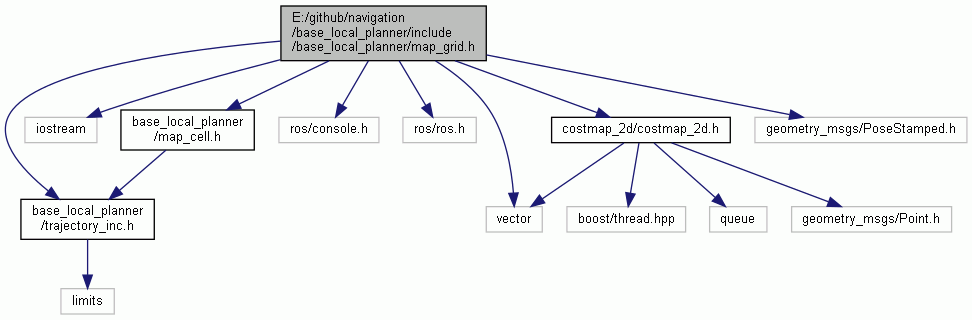 E:/github/navigation
/base_local_planner/include
/base_local_planner/map_grid.h
iostream
base_local_planner
/map_cell.h
ros/console.h
ros/ros.h
costmap_2d/costmap_2d.h
geometry_msgs/PoseStamped.h
base_local_planner
/trajectory_inc.h
vector
boost/thread.hpp
queue
geometry_msgs/Point.h
limits